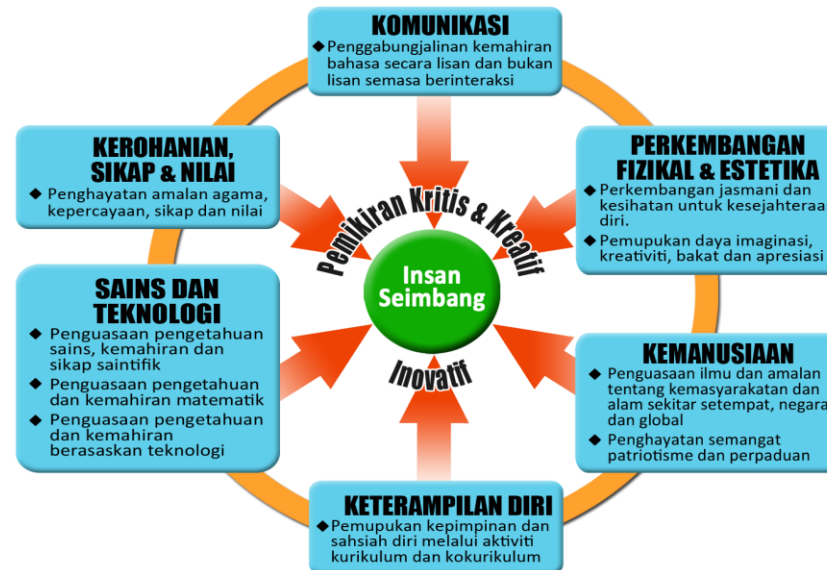 KOMUNIKASI
◆Penggabungjalinan kemahiran
bahasa secara lisan dan bukan
lisan semasa berinteraksi
KEROHANIAN,
SIKAP & NILAI
◆ Penghayatan amalan agama,
kepercayaan, sikap dan nilai
PERKEMBANGAN
FIZIKAL & ESTETIKA
◆ Perkembangan jasmani dan
kesihatan untuk kesejahteraa
diri.
◆ Pemupukan daya imaginasi,
kreativiti, bakat dan apresiasi
Pemikiran Kritis & Kreatif
Insan
Seimbang
Inovatif
SAINS DAN
TEKNOLOGI
◆ Penguasaan pengetahuan
sains, kemahiran dan
sikap saintifik
◆ Penguasaan pengetahuan
dan kemahiran matematik
◆ Penguasaan pengetahuan
dan kemahiran
berasaskan teknologi
KEMANUSIAAN
◆ Penguasaan ilmu dan amalan
tentang kemasyarakatan dan
alam sekitar setempat, negara
dan global
◆ Penghayatan semangat
patriotisme dan perpaduan
KETERAMPILAN DIRI
◆Pemupukan kepimpinan dan
sahsiah diri melalui aktiviti
kurikulum dan kokurikulum